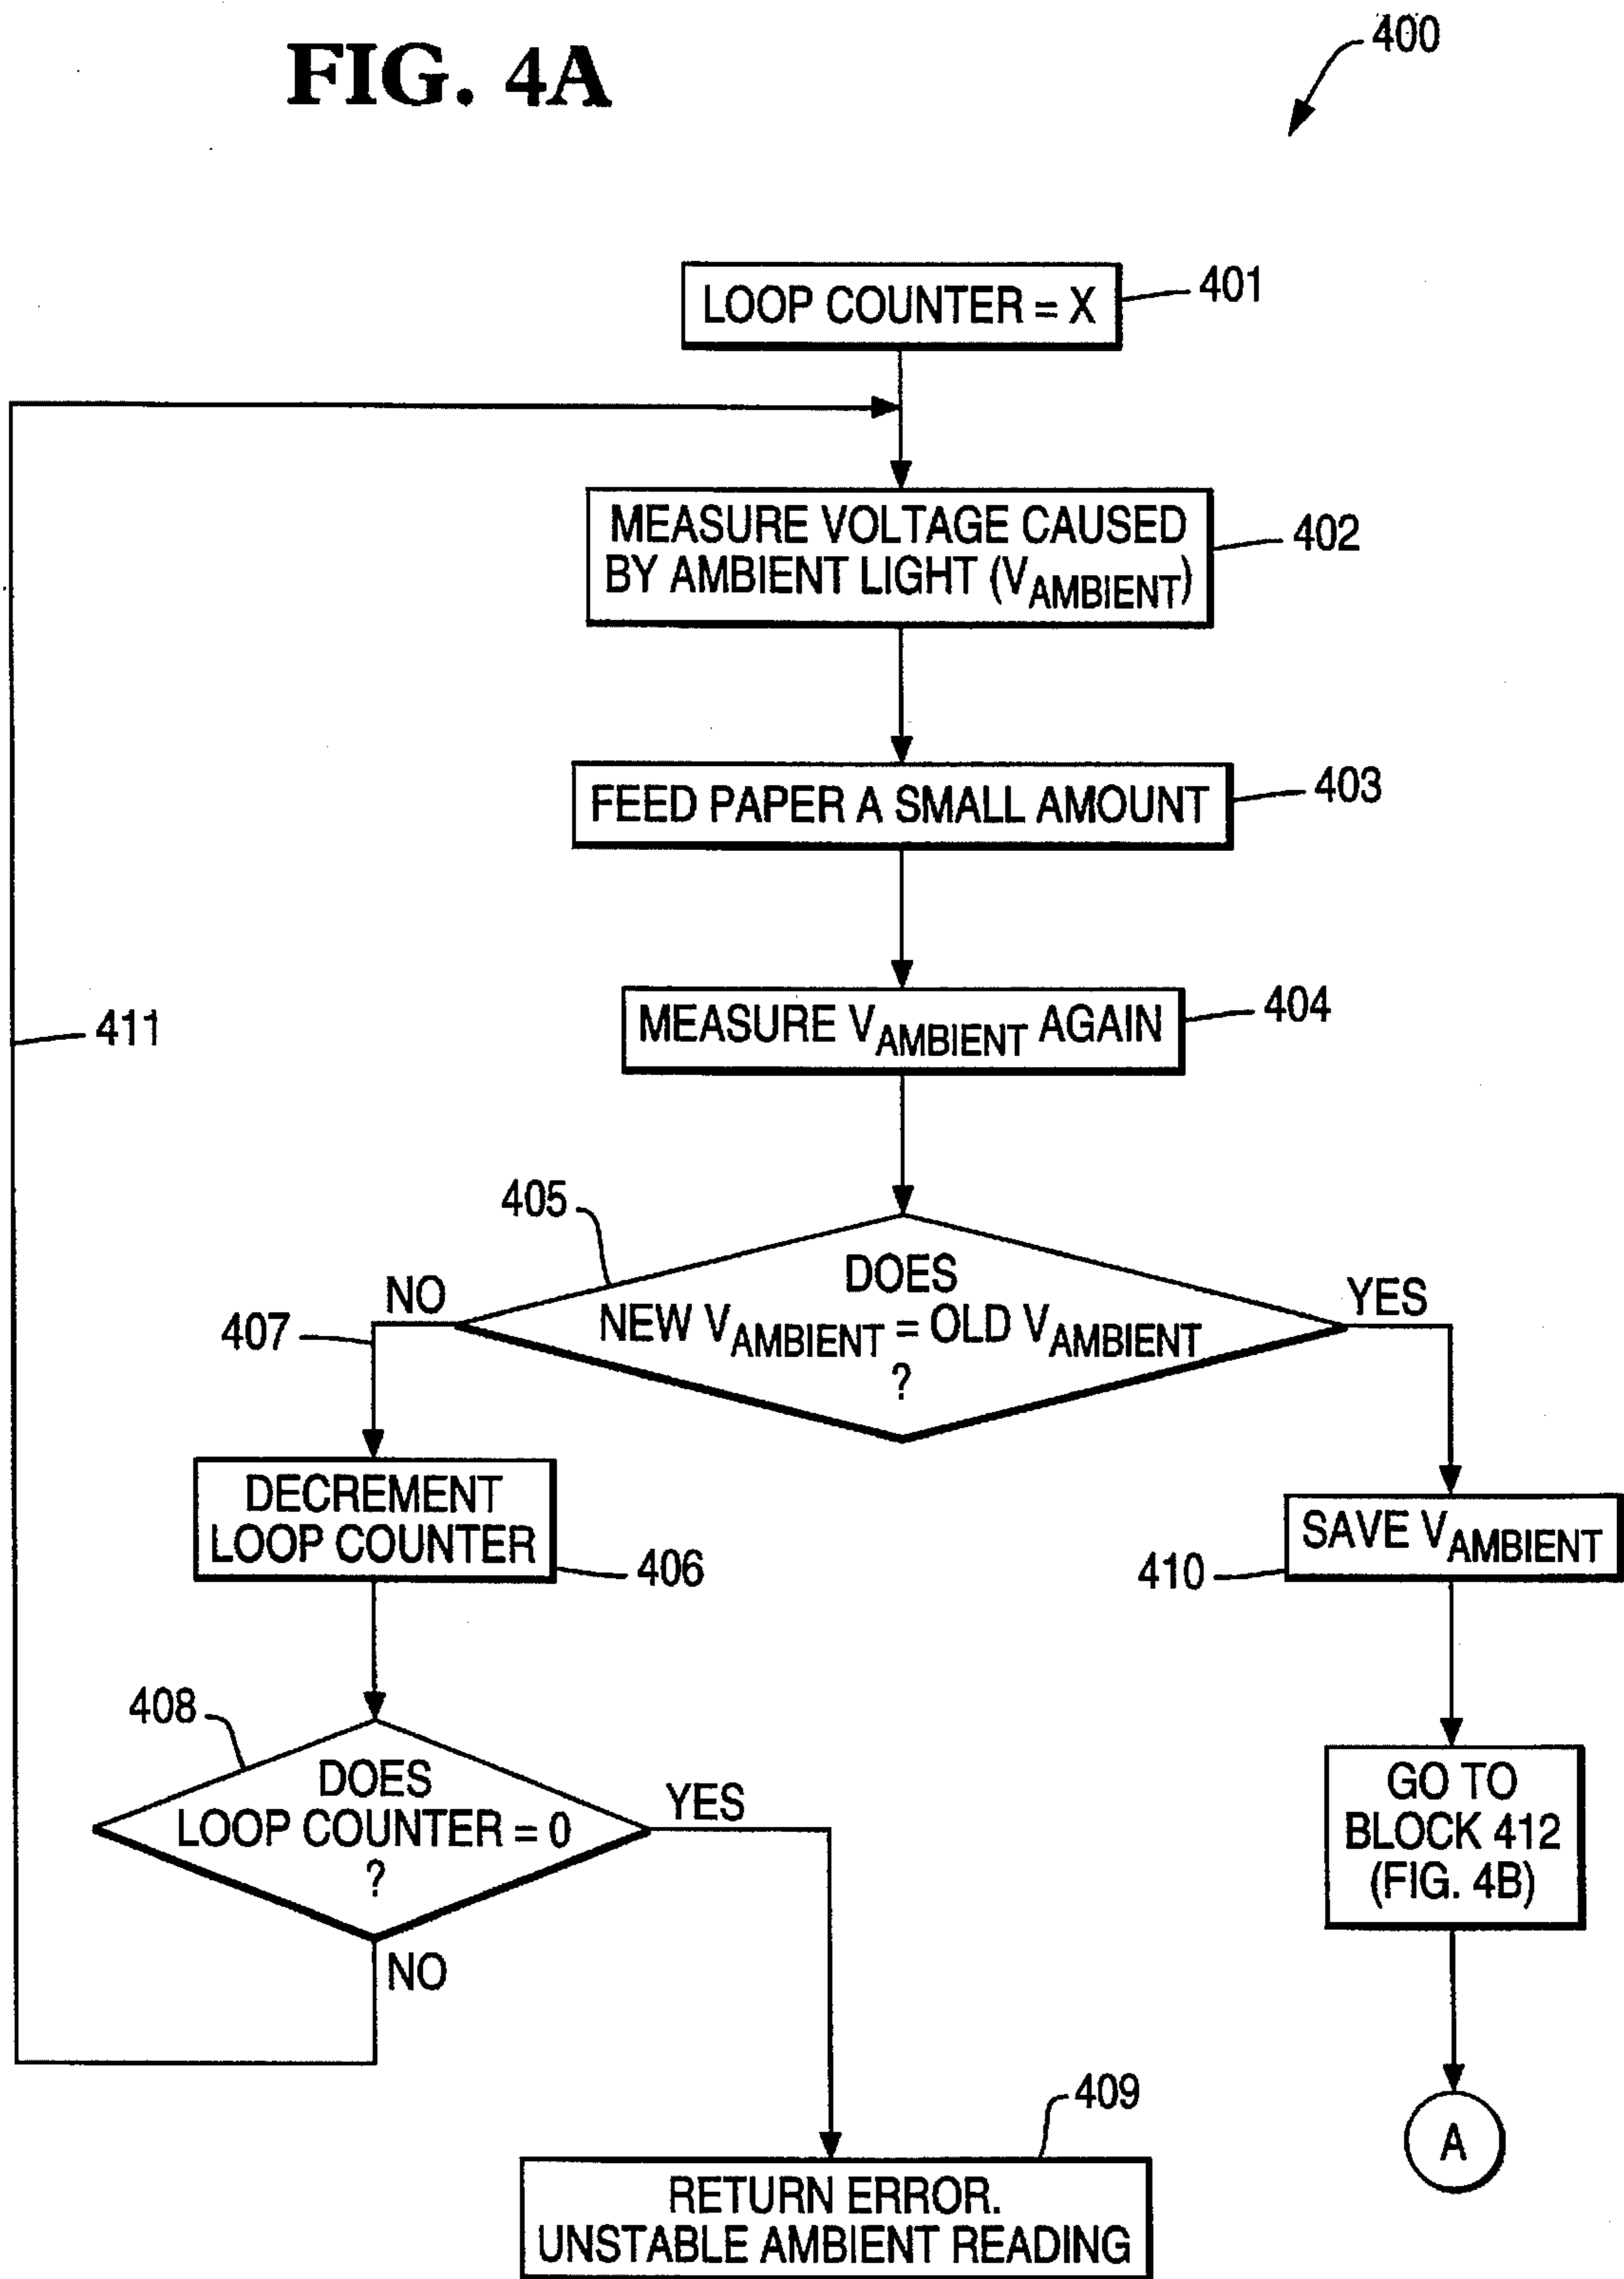 FIG. 4A
400
LOOP COUNTER = X
401
MEASURE VOLTAGE CAUSED
BY AMBIENT LIGHT (VAMBIENT)
402
FEED PAPER A SMALL AMOUNT
403
MEASURE VAMBIENT AGAIN
404
411
405
DOES
NEW VAMBIENT = OLD VAMBIENT
?
NO
YES
407
DECREMENT
LOOP COUNTER
406
SAVE VAMBIENT
410
408
DOES
LOOP COUNTER = 0
?
YES
NO
GO TO
BLOCK 412
(FIG. 4B)
A
409
RETURN ERROR.
UNSTABLE AMBIENT READING